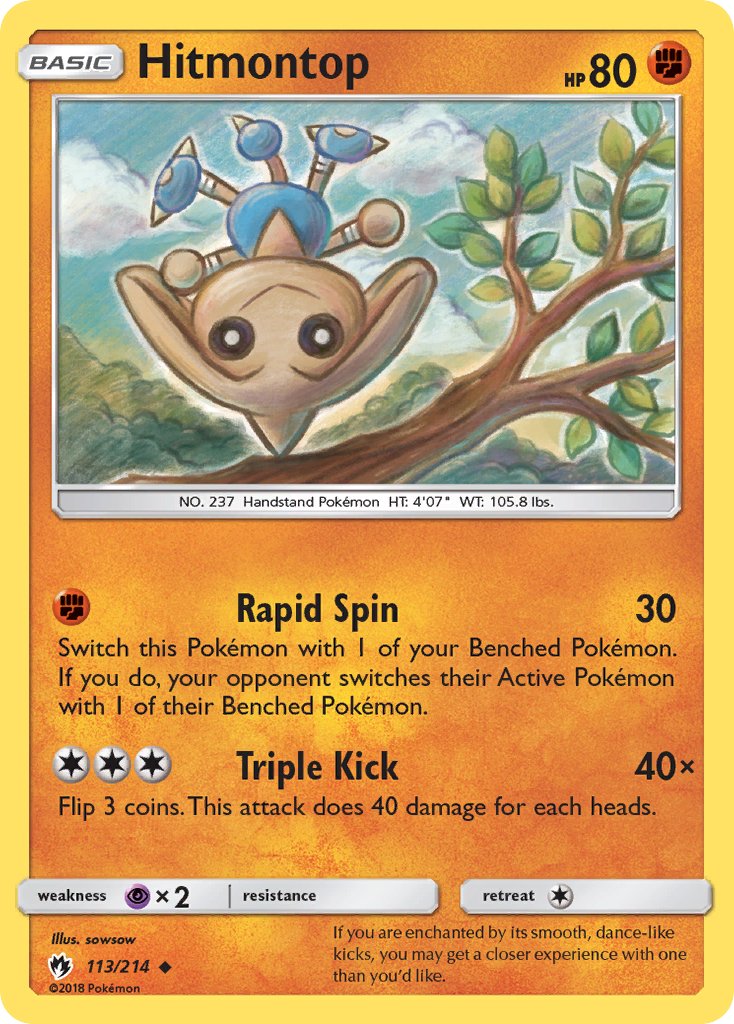 BASIC Hitmontop HP 80
NO. 237 Handstand Pokémon HT: 4'07" WT: 105.8 lbs.
Rapid Spin 30
Switch this Pokémon with 1 of your Benched Pokémon.
If you do, your opponent switches their Active Pokémon
with 1 of their Benched Pokémon.
Triple Kick 40×
Flip 3 coins. This attack does 40 damage for each heads.
weakness ×2 resistance retreat
Illus. sowsow
113/214
©2018 Pokémon
If you are enchanted by its smooth, dance-like
kicks, you may get a closer experience with one
than you'd like.